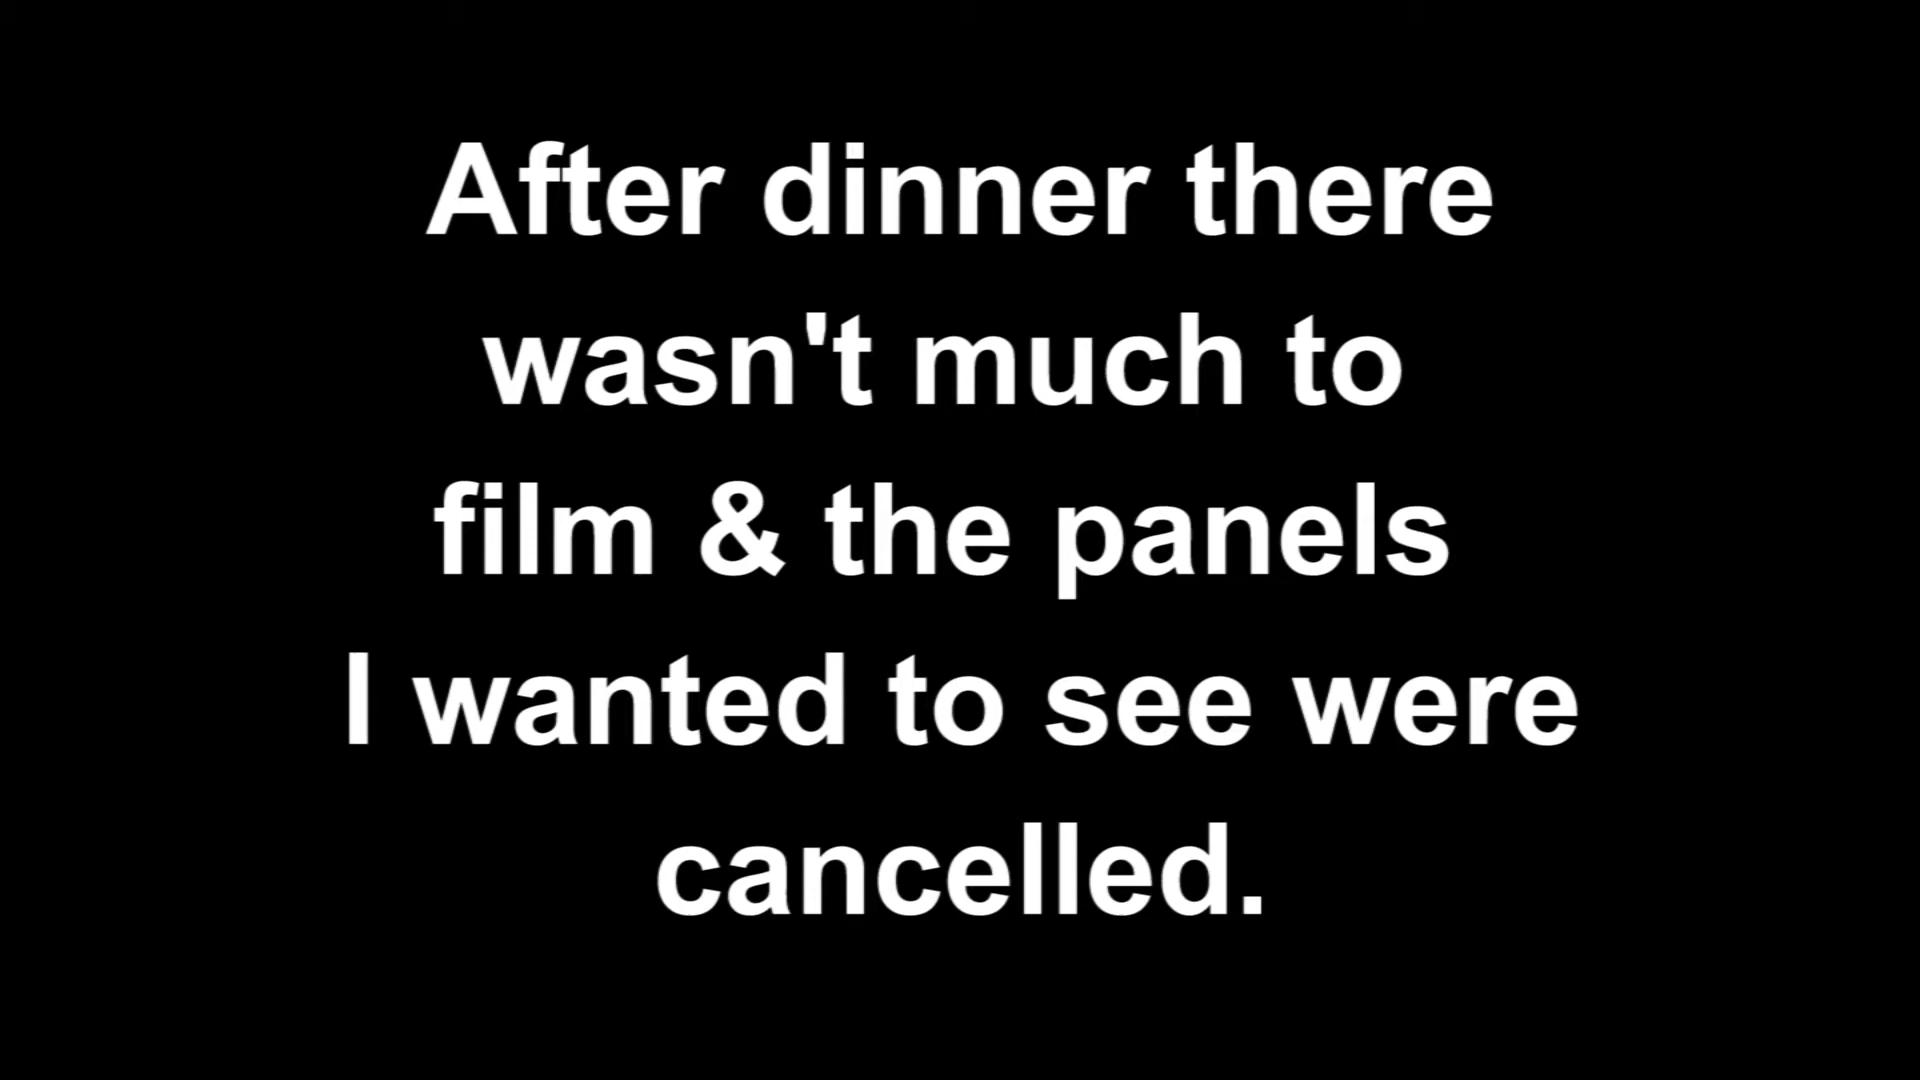 After dinner there
wasn't much to
film & the panels
I wanted to see were
cancelled.